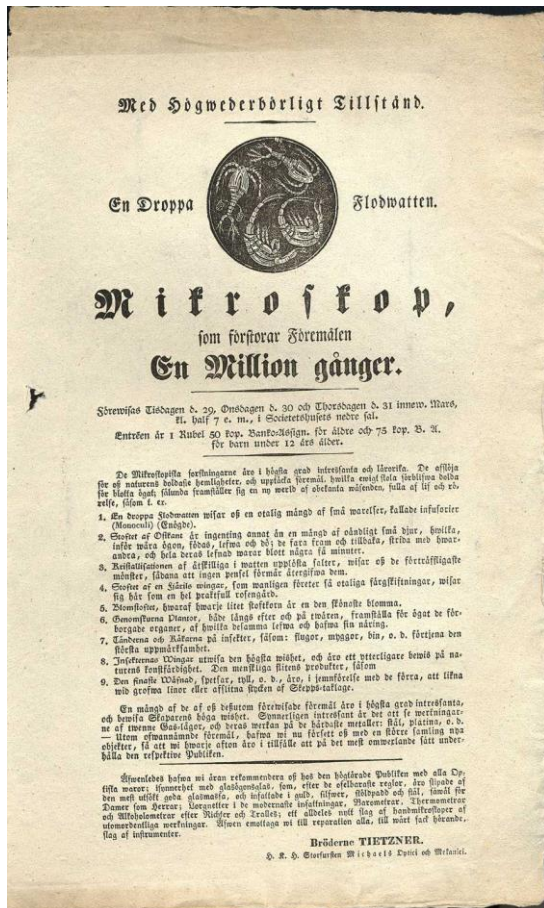 Med Högwederbörligt Tillstånd.
En Droppa Flodwatten.
Mikroskop,
som förstorar Föremålen
En Million gånger.
Förewisas Tisdagen d. 29, Onsdagen d. 30 och Thorsdagen d. 31 innew. Mars,
kl. half 7 e. m., i Societetshusets nedre sal.
Entréen är 1 Rubel 50 kop. Banko-Assign. för äldre och 75 kop. B. A.
för barn under 12 års ålder.
De Mikroskopiska forskningarne äro i högsta grad intressanta och lärorika. De afslöja
för oß naturens doldaste hemligheter, och upptäcka föremål, hwilka ewigt skola förblifwa dolda
för blotta ögat; sålunda framställer sig en ny werld af obekanta wäsenden, fulla af lif och rö-
relse, såsom t. ex.
1. En droppa Flodwatten wisar oß en otalig mängd af små warelser, kallade infusorier
(Monoculi) (Enögde).
2. Stoftet af Ostkant är ingenting annat än en mängd af oändligt små djur, hwilka,
inför wåra ögon, födas, lefwa och dö; de fara fram och tillbaka, strida med hwar-
andra, och hela deras lefnad warar blott några få minuter.
3. Kristallisationen af åtskilliga i watten upplösta salter, wisar oß de förträffligaste
mönster, sådana att ingen pensel förmår återgifwa dem.
4. Stoftet af en Fjärils wingar, som wanligen företer få otaliga färgskiftningar, wisar
sig här som en hel praktfull rosengård.
5. Blomstoftet, hwaraf hwarje litet stoftkorn är en den skönaste blomma.
6. Genomskurna Plantor, både längs efter och på twären, framställa för ögat de för-
borgade organer, af hwilka desamma lefwa och hafwa sin näring.
7. Tänderna och Käkarna på insekter, såsom: flugor, myggor, bin, o. d. förtjena den
största uppmärksamhet.
8. Insekternas Wingar utwisa den högsta wishet, och äro ett ytterligare bewis på na-
turens konstfärdighet. Den menskliga flitens produkter, såsom
9. Den finaste Wäfnad, spetsar, tyll, o. d., äro, i jemnförelse med de förra, att likna
wid grofwa linor eller afslitna stycken af Skepps-taklage.
En mängd af de af oß deßutom förewisade föremål äro i högsta grad intressanta,
och bewisa Skaparens höga wishet. Synnerligen intressant är det att se werkningar-
ne af twenne Gas-lågor, och deras werkan på de hårdaste metaller: stål, platina, o. d.
— Utom ofwannämnde föremål, hafwa wi nu försett oß med en större samling nya
objekter, få att wi hwarje afton äro i tillfälle att på det mest omwexlande sätt under-
hålla den respektive Publiken.
Äfwenledes hafwa wi äran rekommendera oß hos den höglärade Publiken med alla Op-
tiska waror; isynnerhet med glasögonsglas, som, efter de ofelbaraste reglor, äro slipade af
den mest utsökt goda glasmassa, och infattade i guld, silfwer, sköldpadd och stål, såwäl för
Damer som Herrar; Lorgnetter i de modernaste infattningar, Barometrar, Thermometrar
och Alkoholometrar efter Richter och Tralles; ett alldeles nytt slag af handmikroskoper af
utomordentliga werkningar. Äfwen emottaga wi till reparation alla, till wårt fack hörande,
slag af instrumenter.
Bröderne TIETZNER.
H. K. H. Storfursten Michaels Optici och Mekanici.